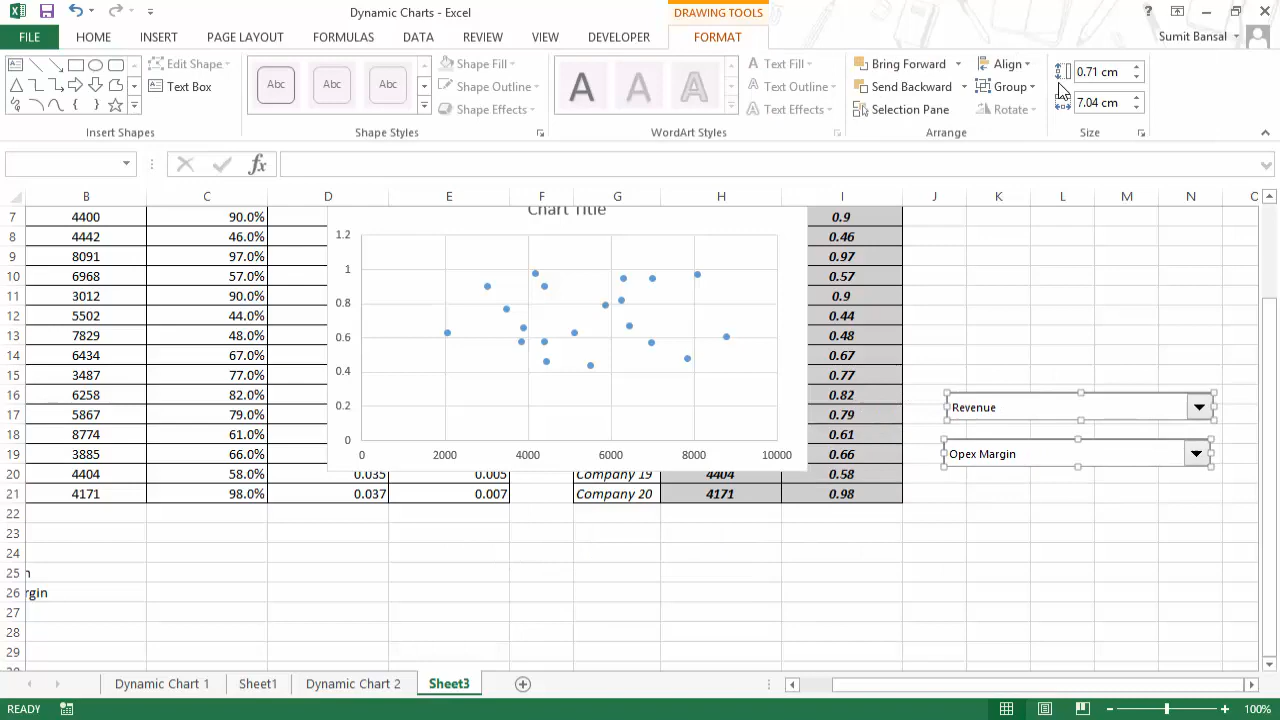 Dynamic Charts - Excel
DRAWING TOOLS
FILE HOME INSERT PAGE LAYOUT FORMULAS DATA REVIEW VIEW DEVELOPER FORMAT Sumit Bansal
Edit Shape
Text Box
Insert Shapes
Abc Abc Abc
Shape Fill
Shape Outline
Shape Effects
Shape Styles
A A A
Text Fill
Text Outline
Text Effects
WordArt Styles
Bring Forward
Send Backward
Selection Pane
Align
Group
Rotate
Arrange
0.71 cm
7.04 cm
Size
fx
B C D E F G H I J K L M N
7 4400 90.0% 0.9
8 4442 46.0% 0.46
9 8091 97.0% 0.97
10 6968 57.0% 0.57
11 3012 90.0% 0.9
12 5502 44.0% 0.44
13 7829 48.0% 0.48
14 6434 67.0% 0.67
15 3487 77.0% 0.77
16 6258 82.0% 0.82
17 5867 79.0% 0.79
18 8774 61.0% 0.61
19 3885 66.0% 0.66
20 4404 58.0% 0.035 0.005 Company 19 4404 0.58
21 4171 98.0% 0.037 0.007 Company 20 4171 0.98
22
23
24
25
26
27
28
29
Chart Title
1.2
1
0.8
0.6
0.4
0.2
0
0 2000 4000 6000 8000 10000
Revenue
Opex Margin
Dynamic Chart 1 Sheet1 Dynamic Chart 2 Sheet3
READY 100%